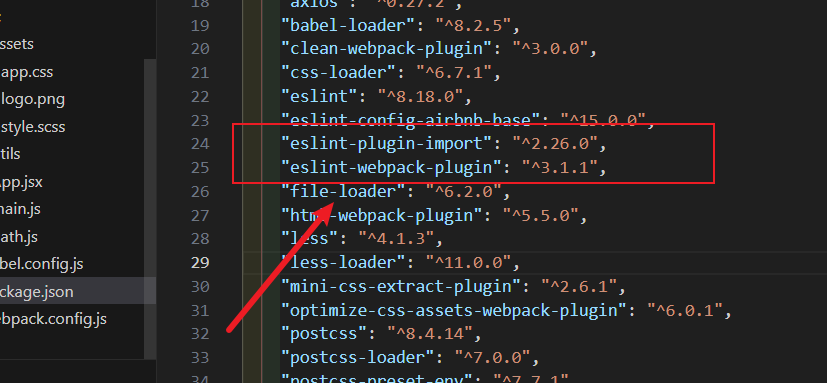 ssets
app.css
logo.png
style.scss
tils
pp.jsx
nain.js
ath.js
bel.config.js
ckage.json
ebpack.config.js
18 "axios": "^0.27.2",
19 "babel-loader": "^8.2.5",
20 "clean-webpack-plugin": "^3.0.0",
21 "css-loader": "^6.7.1",
22 "eslint": "^8.18.0",
23 "eslint-config-airbnb-base": "^15.0.0",
24 "eslint-plugin-import": "^2.26.0",
25 "eslint-webpack-plugin": "^3.1.1",
26 "file-loader": "^6.2.0",
27 "html-webpack-plugin": "^5.5.0",
28 "less": "^4.1.3",
29 "less-loader": "^11.0.0",
30 "mini-css-extract-plugin": "^2.6.1",
31 "optimize-css-assets-webpack-plugin": "^6.0.1",
32 "postcss": "^8.4.14",
33 "postcss-loader": "^7.0.0",
34 "postcss-preset-env": "^7.7.1",